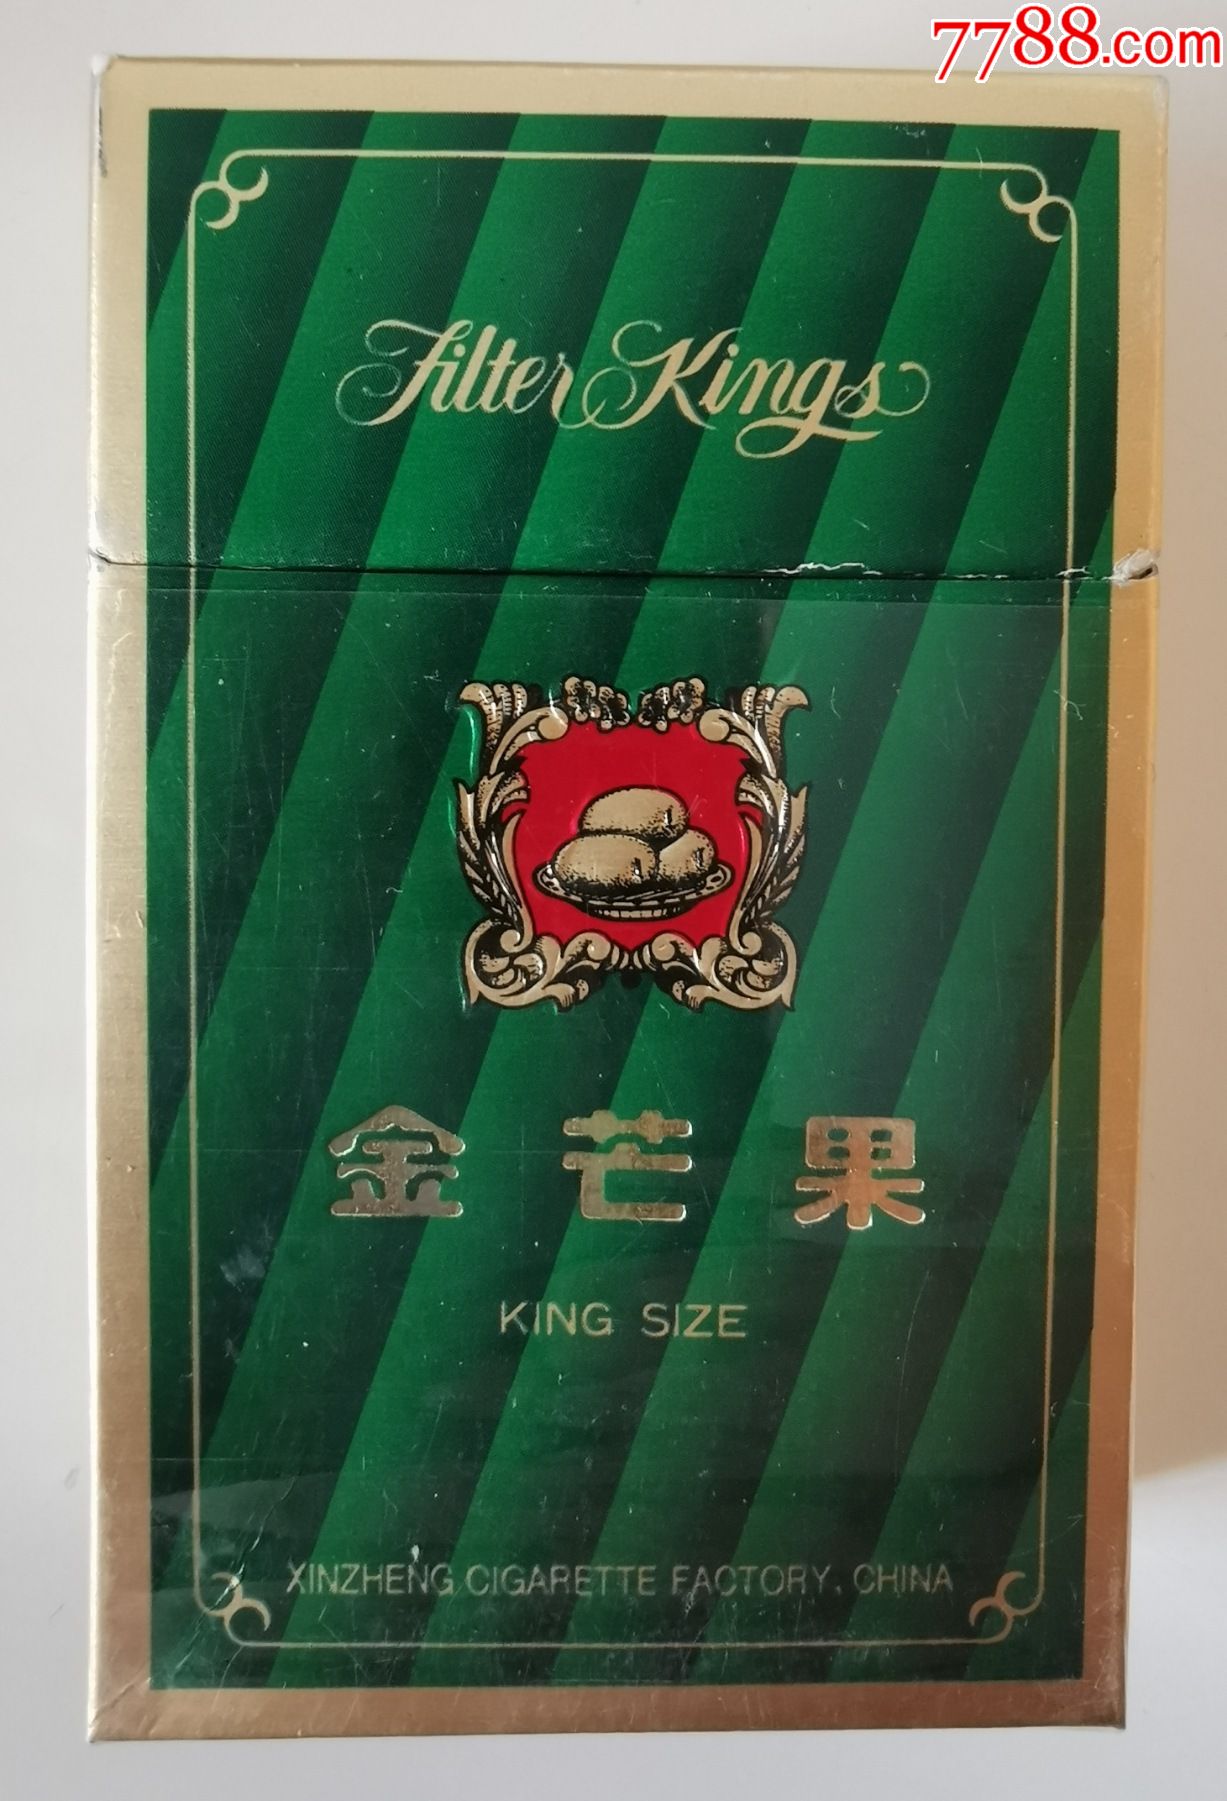 7788.com
Filter Kings
金芒果
KING SIZE
XINZHENG CIGARETTE FACTORY, CHINA